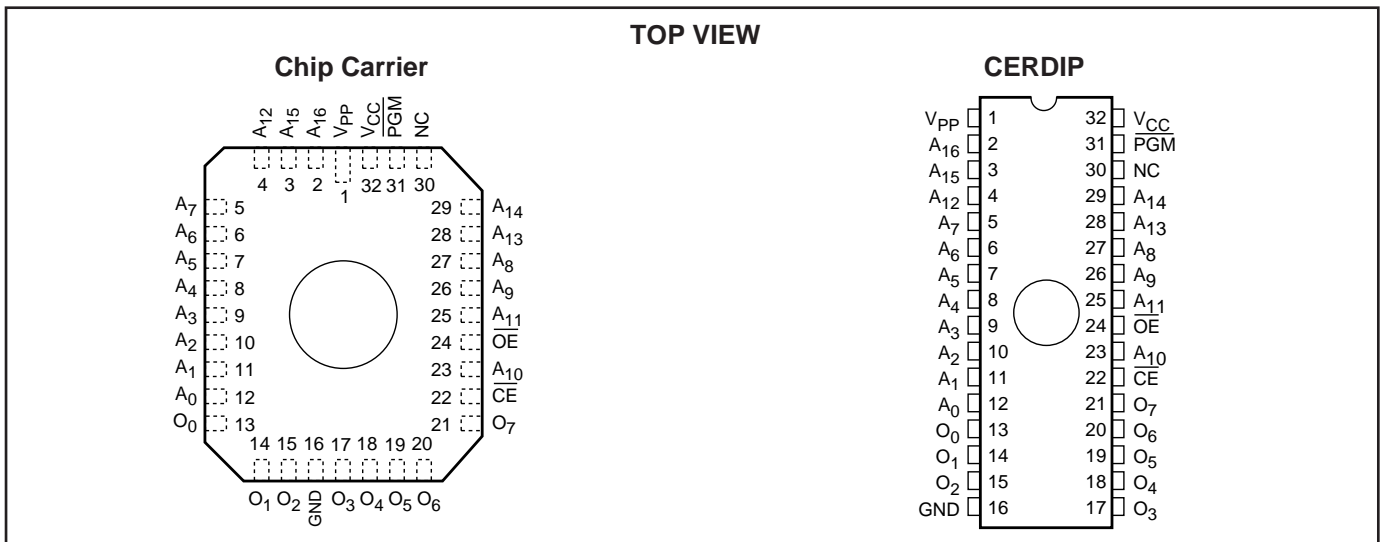 TOP VIEW
Chip Carrier
A12 A15 A16 VPP VCC PGM NC
4 3 2 1 32 31 30
A7 5 29 A14
A6 6 28 A13
A5 7 27 A8
A4 8 26 A9
A3 9 25 A11
A2 10 24 OE
A1 11 23 A10
A0 12 22 CE
O0 13 21 O7
14 15 16 17 18 19 20
O1 O2 GND O3 O4 O5 O6
CERDIP
VPP 1 32 VCC
A16 2 31 PGM
A15 3 30 NC
A12 4 29 A14
A7 5 28 A13
A6 6 27 A8
A5 7 26 A9
A4 8 25 A11
A3 9 24 OE
A2 10 23 A10
A1 11 22 CE
A0 12 21 O7
O0 13 20 O6
O1 14 19 O5
O2 15 18 O4
GND 16 17 O3